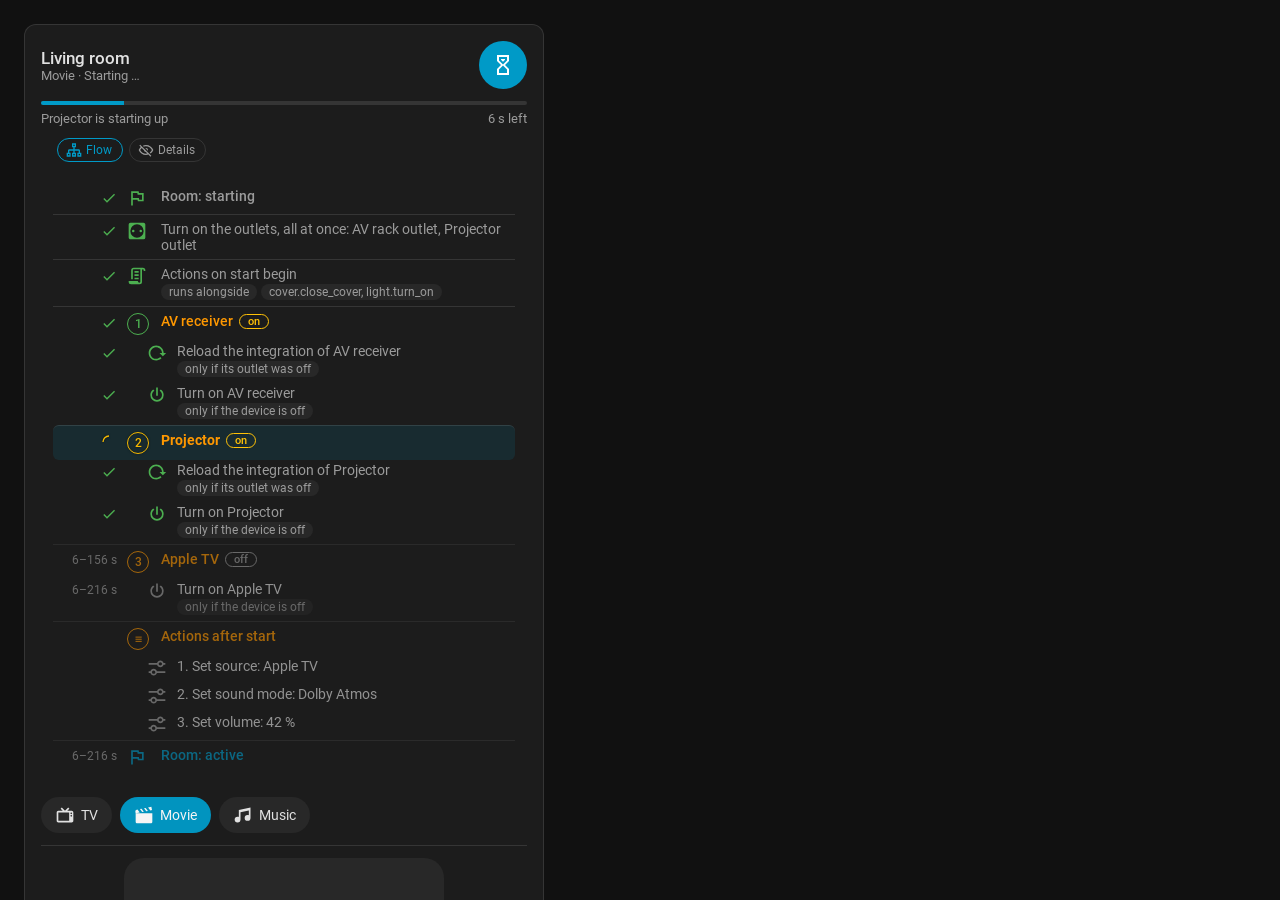 Living room
Movie · Starting …
Projector is starting up
6 s left
Flow
Details
Room: starting
Turn on the outlets, all at once: AV rack outlet, Projector
outlet
Actions on start begin
runs alongside
cover.close_cover, light.turn_on
1
AV receiver
on
Reload the integration of AV receiver
only if its outlet was off
Turn on AV receiver
only if the device is off
2
Projector
on
Reload the integration of Projector
only if its outlet was off
Turn on Projector
only if the device is off
6–156 s
3
Apple TV
off
6–216 s
Turn on Apple TV
only if the device is off
Actions after start
1. Set source: Apple TV
2. Set sound mode: Dolby Atmos
3. Set volume: 42 %
6–216 s
Room: active
TV
Movie
Music